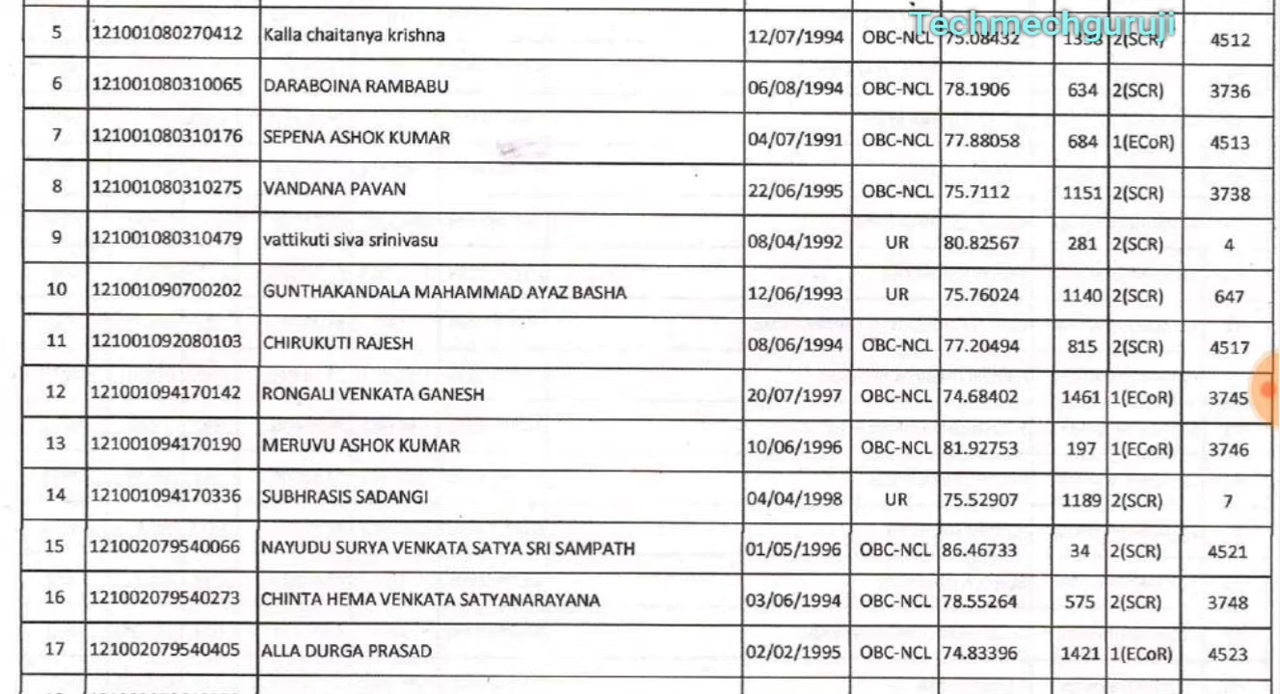 Techmechguruji
5 121001080270412 Kalla chaitanya krishna 12/07/1994 OBC-NCL 75.08432 2(SCR) 4512
6 121001080310065 DARABOINA RAMBABU 06/08/1994 OBC-NCL 78.1906 634 2(SCR) 3736
7 121001080310176 SEPENA ASHOK KUMAR 04/07/1991 OBC-NCL 77.88058 684 1(ECoR) 4513
8 121001080310275 VANDANA PAVAN 22/06/1995 OBC-NCL 75.7112 1151 2(SCR) 3738
9 121001080310479 vattikuti siva srinivasu 08/04/1992 UR 80.82567 281 2(SCR) 4
10 121001090700202 GUNTHAKANDALA MAHAMMAD AYAZ BASHA 12/06/1993 UR 75.76024 1140 2(SCR) 647
11 121001092080103 CHIRUKUTI RAJESH 08/06/1994 OBC-NCL 77.20494 815 2(SCR) 4517
12 121001094170142 RONGALI VENKATA GANESH 20/07/1997 OBC-NCL 74.68402 1461 1(ECoR) 3745
13 121001094170190 MERUVU ASHOK KUMAR 10/06/1996 OBC-NCL 81.92753 197 1(ECoR) 3746
14 121001094170336 SUBHRASIS SADANGI 04/04/1998 UR 75.52907 1189 2(SCR) 7
15 121002079540066 NAYUDU SURYA VENKATA SATYA SRI SAMPATH 01/05/1996 OBC-NCL 86.46733 34 2(SCR) 4521
16 121002079540273 CHINTA HEMA VENKATA SATYANARAYANA 03/06/1994 OBC-NCL 78.55264 575 2(SCR) 3748
17 121002079540405 ALLA DURGA PRASAD 02/02/1995 OBC-NCL 74.83396 1421 1(ECoR) 4523